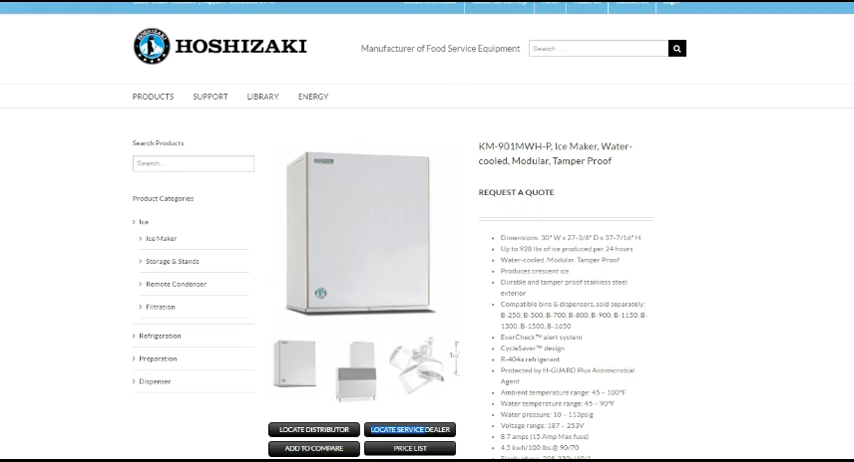 HOSHIZAKI
HOSHIZAKI
Manufacturer of Food Service Equipment
Search ...
PRODUCTS
SUPPORT
LIBRARY
ENERGY
Search Products
Search...
Product Categories
Ice
Ice Maker
Storage & Stands
Remote Condenser
Filtration
Refrigeration
Preparation
Dispenser
LOCATE DISTRIBUTOR
LOCATE SERVICE DEALER
ADD TO COMPARE
PRICE LIST
KM-901MWH-P, Ice Maker, Water-
cooled, Modular, Tamper Proof
REQUEST A QUOTE
Dimensions: 30" W x 27-3/8" D x 37-7/16" H
Up to 928 lbs of ice produced per 24 hours
Water-cooled, Modular, Tamper Proof
Produces crescent ice
Durable and tamper proof stainless steel
exterior
Compatible bins & dispensers, sold separately:
B-250, B-500, B-700, B-800, B-900, B-1150, B-
1300, B-1500, B-1650
EverCheck™ alert system
CycleSaver™ design
R-404a refrigerant
Protected by H-GUARD Plus Antimicrobial
Agent
Ambient temperature range: 45 – 100°F
Water temperature range: 45 – 90°F
Water pressure: 10 – 113psig
Voltage range: 187 – 253V
8.7 amps (15 Amp Max fuse)
4.5 kwh/100 lbs.@ 90/70